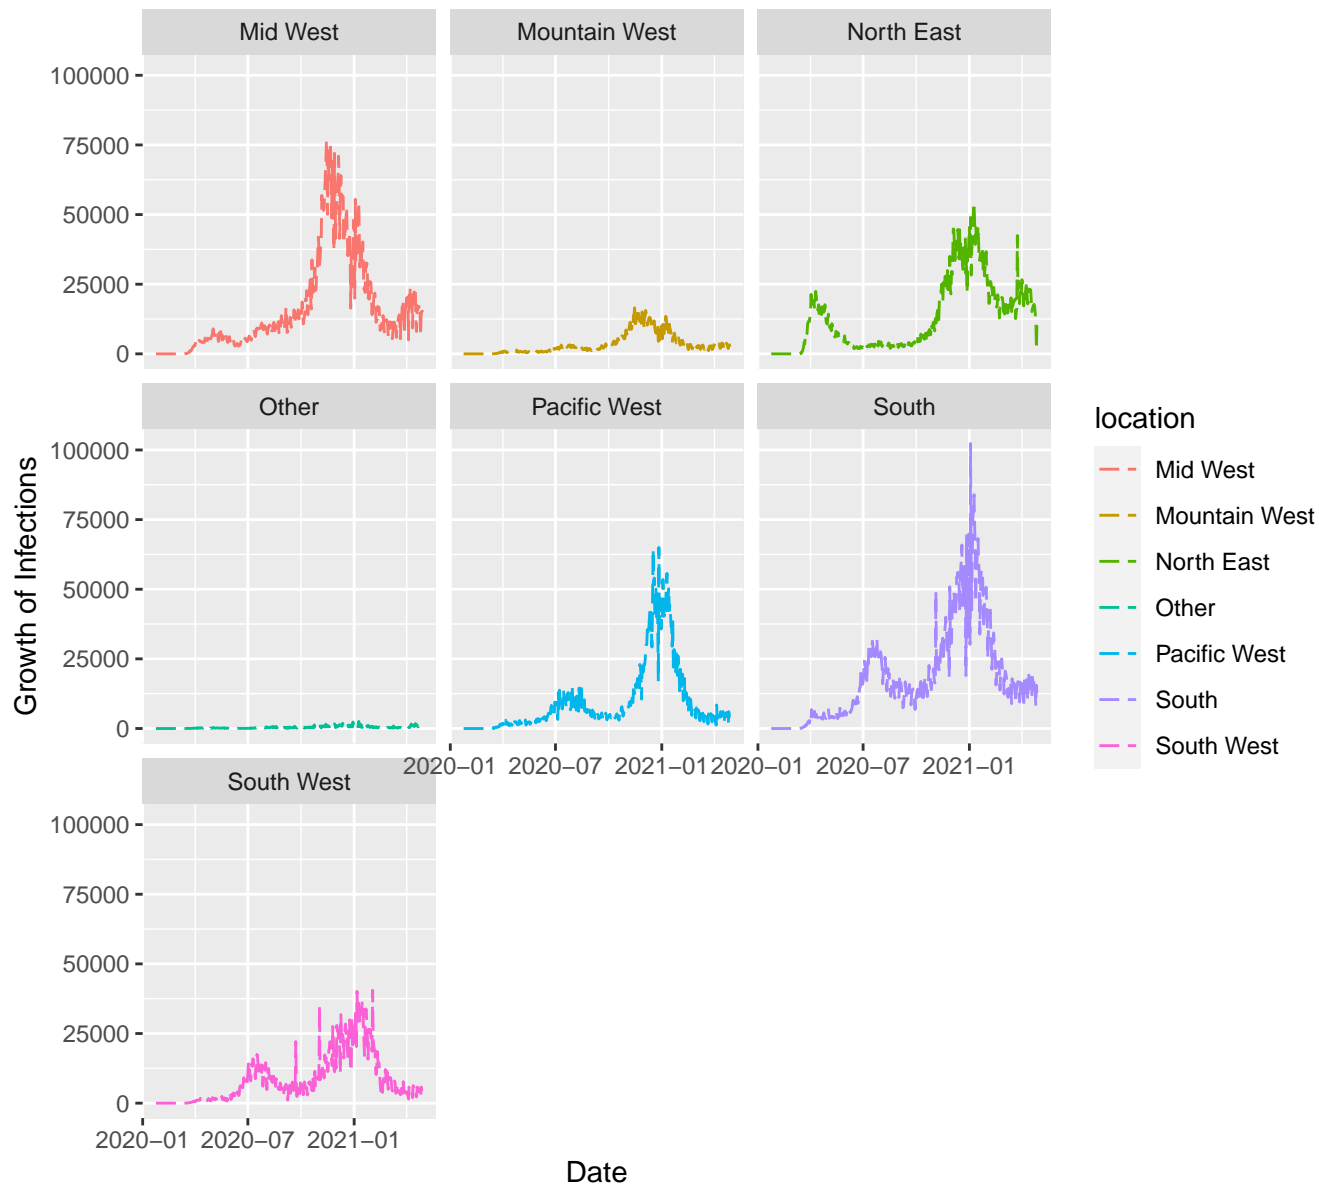 Mid West
Mountain West
North East
100000
75000
50000
25000
0
Other
Pacific West
South
100000
75000
50000
25000
0
2020−01
2020−07
2021−01
2020−01
2020−07
2021−01
South West
100000
75000
50000
25000
0
2020−01
2020−07
2021−01
Date
Growth of Infections
location
Mid West
Mountain West
North East
Other
Pacific West
South
South West